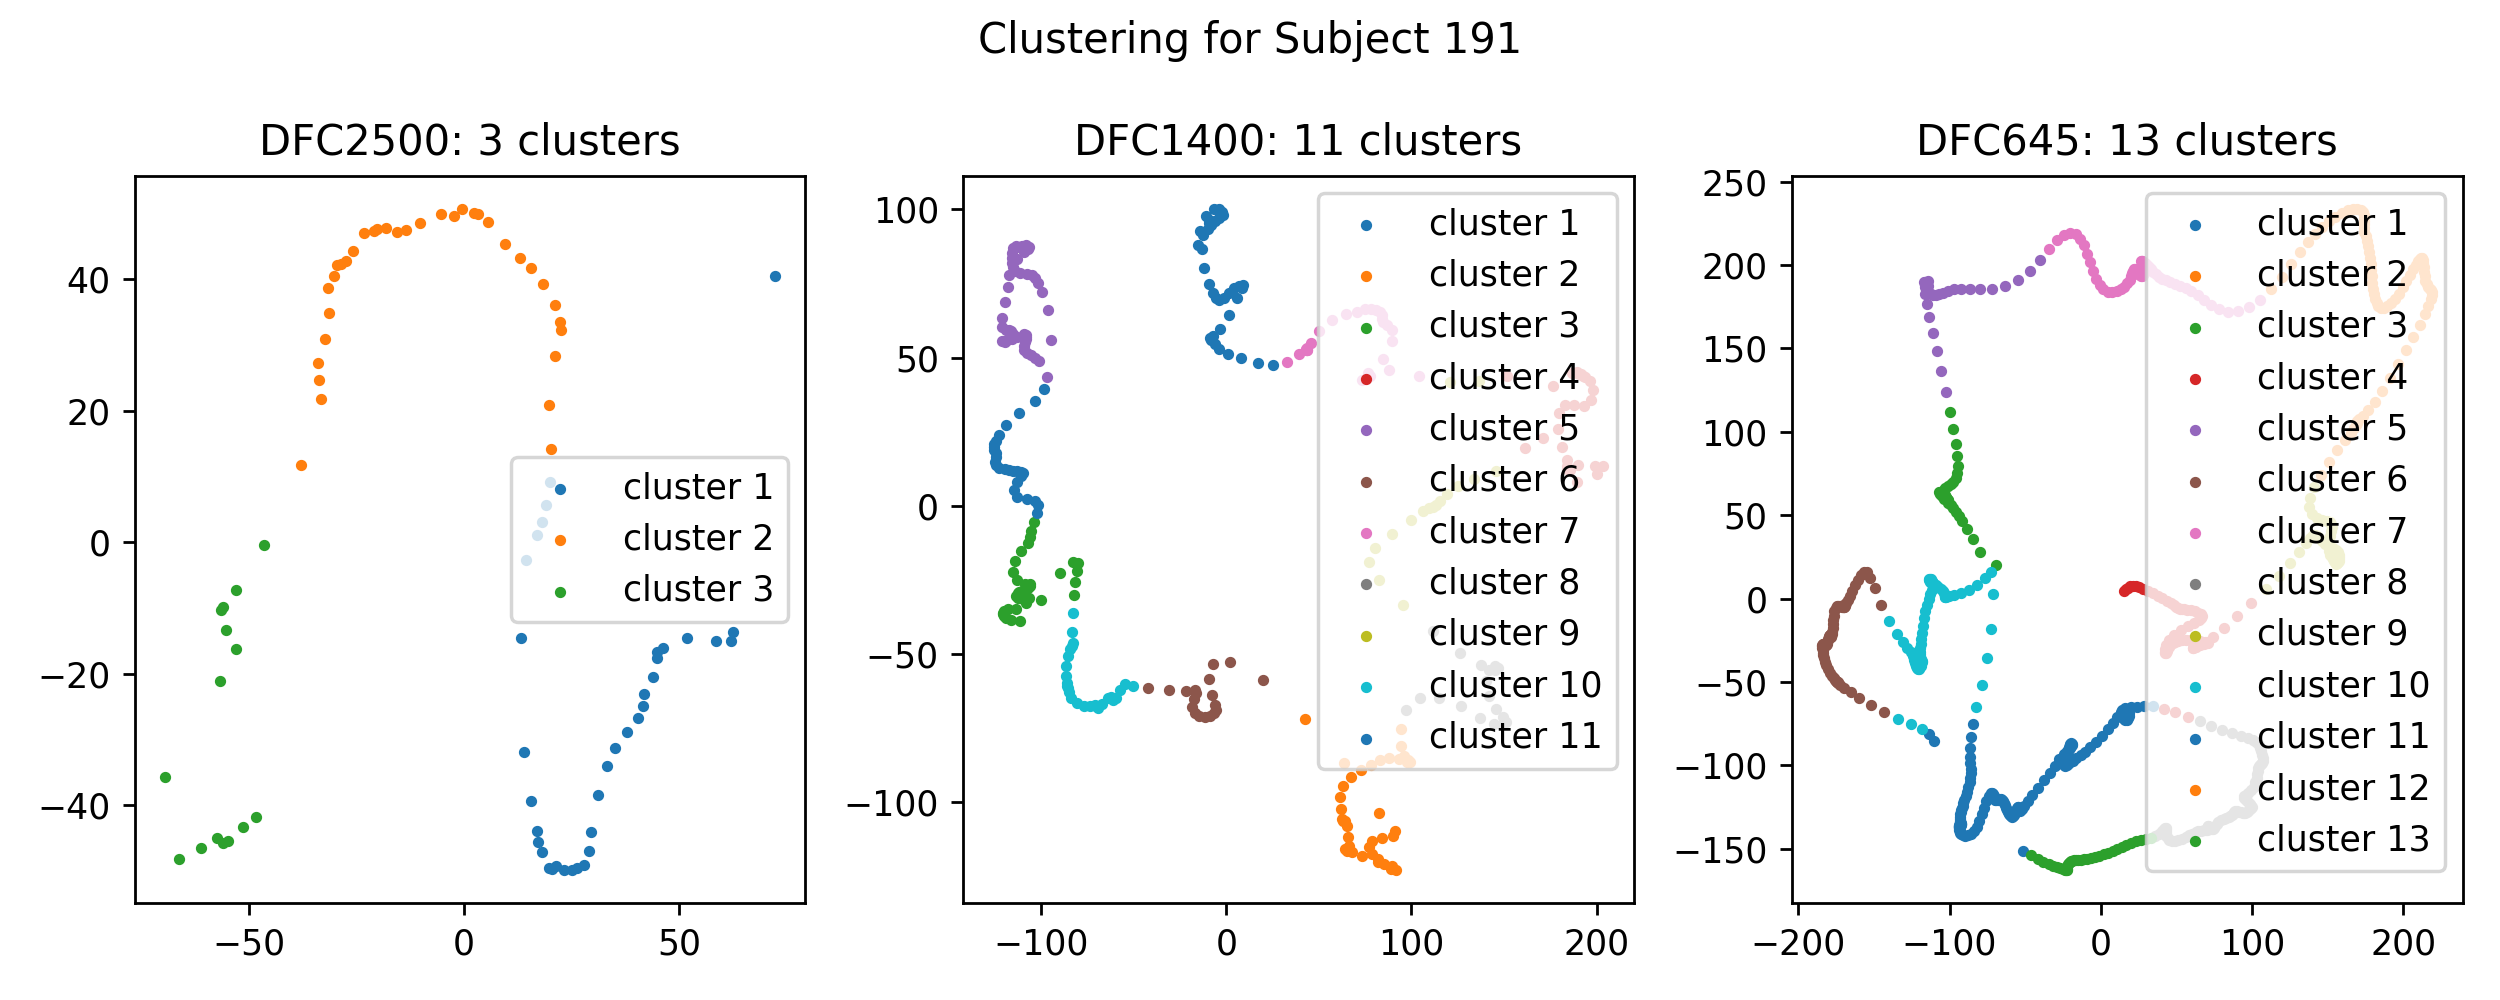 Clustering for Subject 191
DFC2500: 3 clusters
40
20
0
−20
−40
−50
0
50
cluster 1
cluster 2
cluster 3
DFC1400: 11 clusters
100
50
0
−50
−100
−100
0
100
200
cluster 1
cluster 2
cluster 3
cluster 4
cluster 5
cluster 6
cluster 7
cluster 8
cluster 9
cluster 10
cluster 11
DFC645: 13 clusters
250
200
150
100
50
0
−50
−100
−150
−200
−100
0
100
200
cluster 1
cluster 2
cluster 3
cluster 4
cluster 5
cluster 6
cluster 7
cluster 8
cluster 9
cluster 10
cluster 11
cluster 12
cluster 13